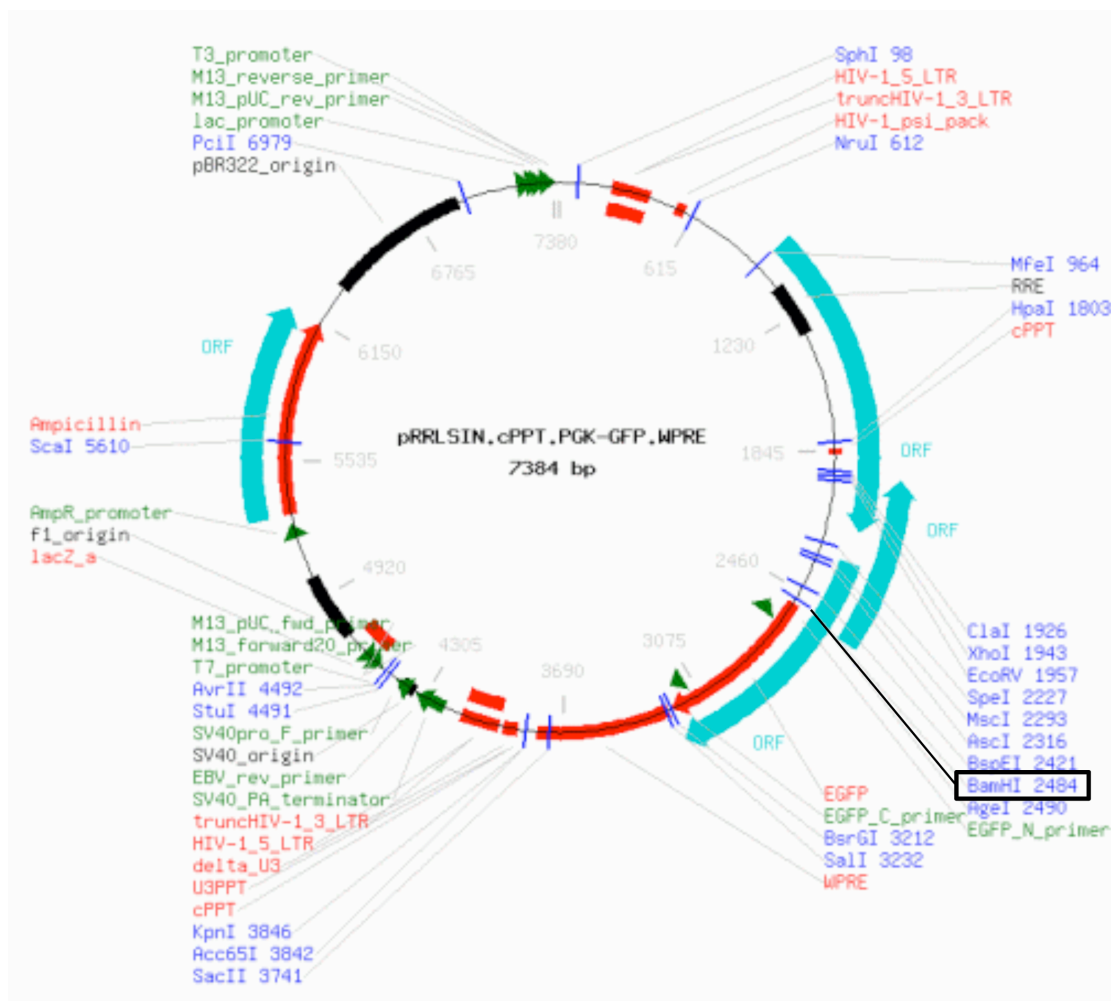 T3_promoter
M13_reverse_primer
M13_pUC_rev_primer
lac_promoter
PciI 6979
pBR322_origin
SphI 98
HIV-1_5_LTR
truncHIV-1_3_LTR
HIV-1_psi_pack
NruI 612
7380
6765
615
MfeI 964
RRE
HpaI 1803
cPPT
ORF
6150
1230
Ampicillin
ScaI 5610
pRRLSIN.cPPT.PGK-GFP.WPRE
7384 bp
5535
1845
ORF
AmpR_promoter
f1_origin
lacZ_a
ORF
4920
2460
M13_pUC_fwd_primer
M13_forward20_primer
T7_promoter
AvrII 4492
StuI 4491
SV40pro_F_primer
SV40_origin
EBV_rev_primer
SV40_PA_terminator
truncHIV-1_3_LTR
HIV-1_5_LTR
delta_U3
U3PPT
cPPT
KpnI 3846
Acc65I 3842
SacII 3741
4305
3690
3075
ORF
ClaI 1926
XhoI 1943
EcoRV 1957
SpeI 2227
MscI 2293
AscI 2316
BspEI 2421
BamHI 2484
AgeI 2490
EGFP_N_primer
EGFP
EGFP_C_primer
BsrGI 3212
SalI 3232
WPRE